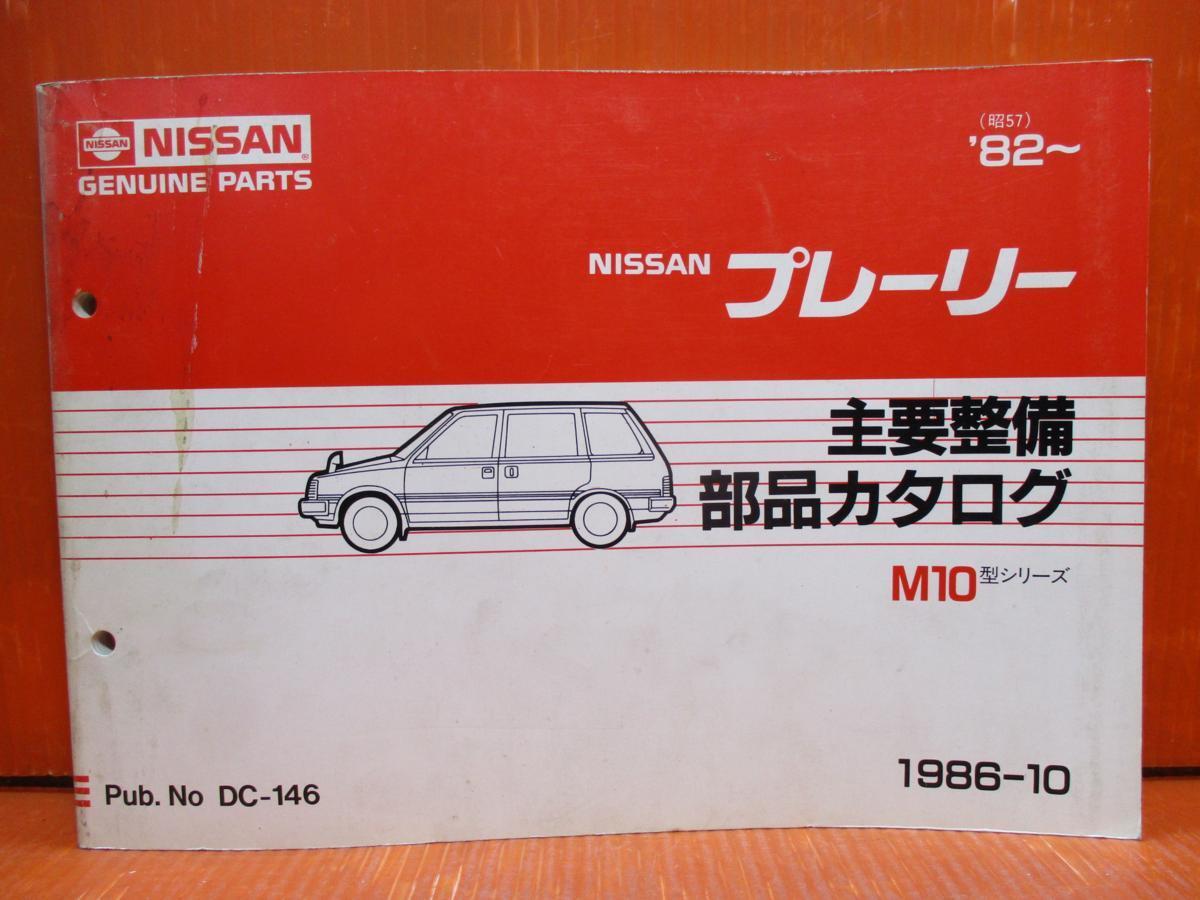 NISSAN NISSAN®
GENUINE PARTS
(昭57)
'82~
NISSAN プレーリー
主要整備
部品カタログ
M10型シリーズ
Pub. No DC-146
1986-10